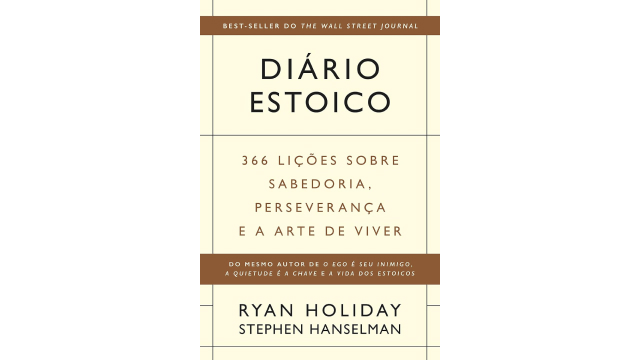 BEST-SELLER DO THE WALL STREET JOURNAL
DIÁRIO
ESTOICO
366 LIÇÕES SOBRE
SABEDORIA,
PERSEVERANÇA
E A ARTE DE VIVER
DO MESMO AUTOR DE O EGO É SEU INIMIGO,
A QUIETUDE É A CHAVE E A VIDA DOS ESTOICOS
RYAN HOLIDAY
STEPHEN HANSELMAN